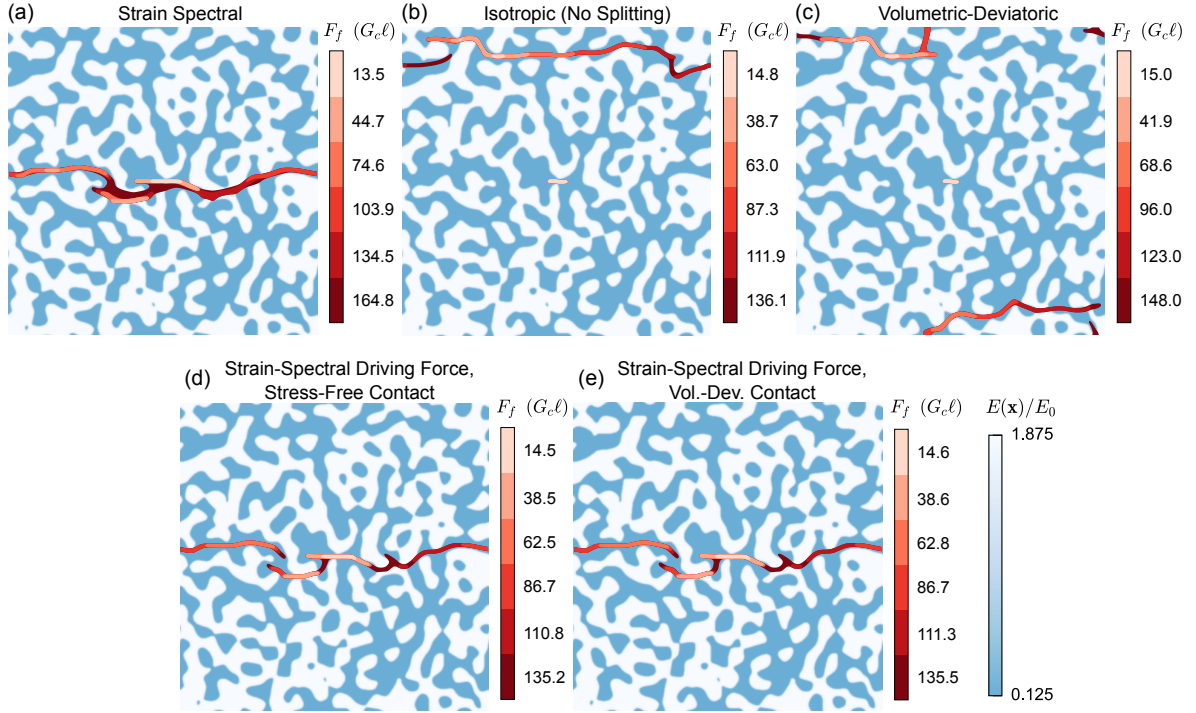 (a)
Strain Spectral
F_f (G_cℓ)
13.5
44.7
74.6
103.9
134.5
164.8
(b)
Isotropic (No Splitting)
F_f (G_cℓ)
14.8
38.7
63.0
87.3
111.9
136.1
(c)
Volumetric-Deviatoric
F_f (G_cℓ)
15.0
41.9
68.6
96.0
123.0
148.0
(d)
Strain-Spectral Driving Force,
Stress-Free Contact
F_f (G_cℓ)
14.5
38.5
62.5
86.7
110.8
135.2
(e)
Strain-Spectral Driving Force,
Vol.-Dev. Contact
F_f (G_cℓ)
14.6
38.6
62.8
87.0
111.3
135.5
E(x)/E_0
1.875
0.125